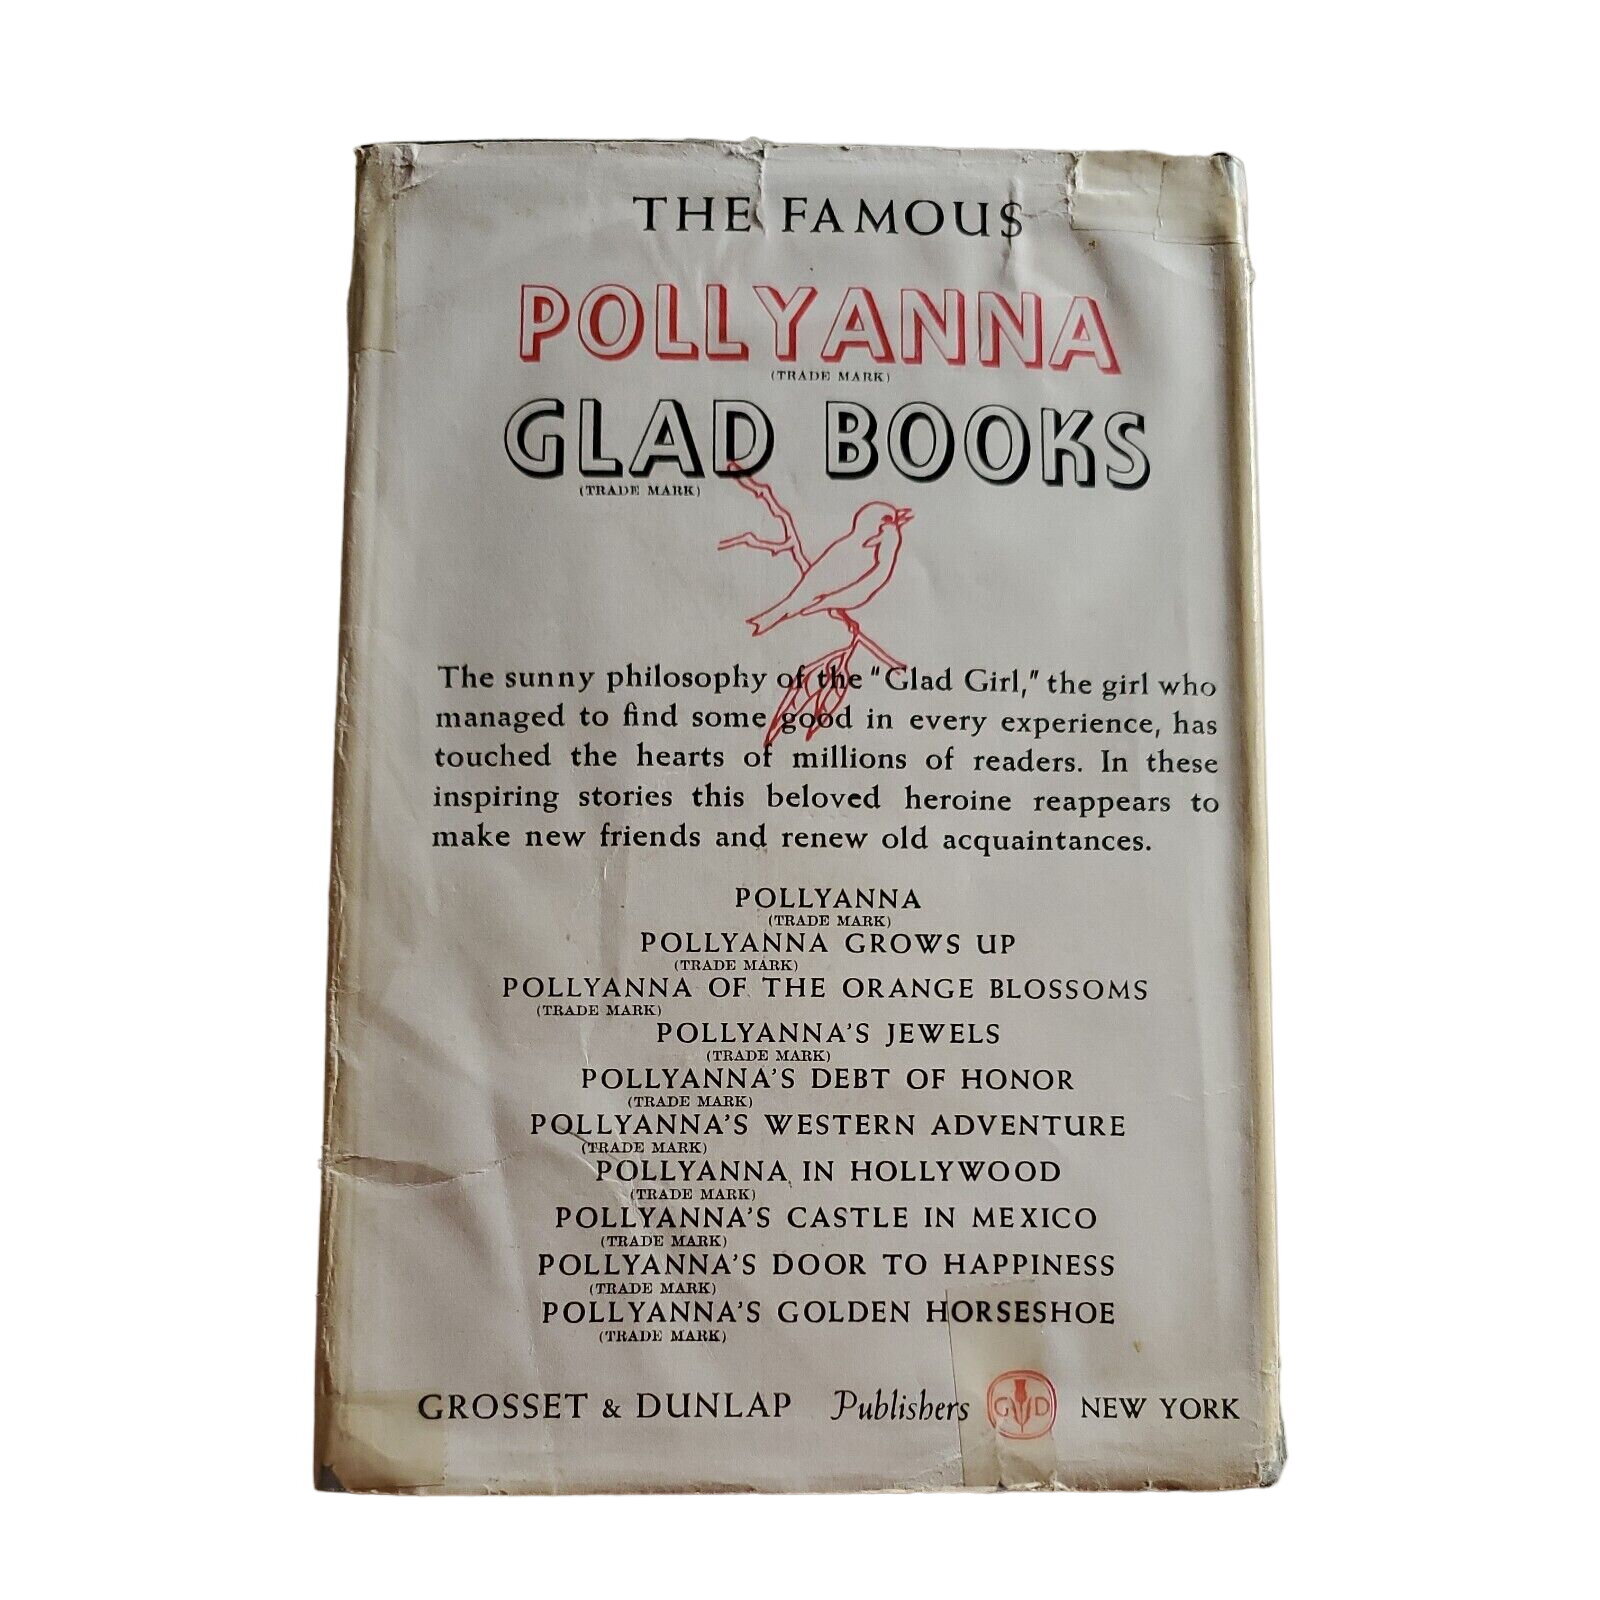 THE FAMOUS
POLLYANNA
(TRADE MARK)
GLAD BOOKS
(TRADE MARK)
The sunny philosophy of the "Glad Girl," the girl who
managed to find some good in every experience, has
touched the hearts of millions of readers. In these
inspiring stories this beloved heroine reappears to
make new friends and renew old acquaintances.
POLLYANNA
(TRADE MARK)
POLLYANNA GROWS UP
(TRADE MARK)
POLLYANNA OF THE ORANGE BLOSSOMS
(TRADE MARK)
POLLYANNA'S JEWELS
(TRADE MARK)
POLLYANNA'S DEBT OF HONOR
(TRADE MARK)
POLLYANNA'S WESTERN ADVENTURE
(TRADE MARK)
POLLYANNA IN HOLLYWOOD
(TRADE MARK)
POLLYANNA'S CASTLE IN MEXICO
(TRADE MARK)
POLLYANNA'S DOOR TO HAPPINESS
(TRADE MARK)
POLLYANNA'S GOLDEN HORSESHOE
(TRADE MARK)
GROSSET & DUNLAP Publishers G D NEW YORK